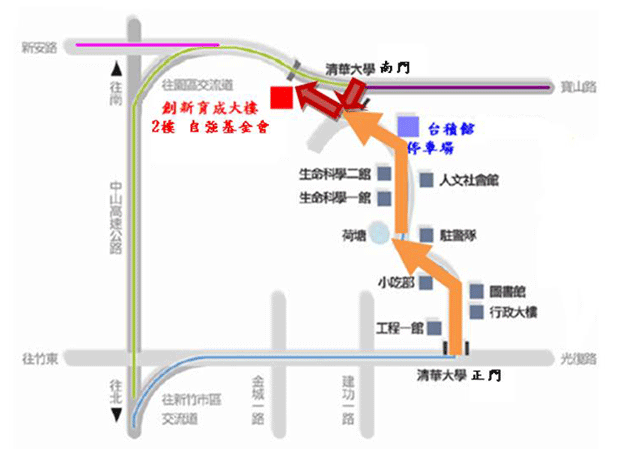 新安路
往南
往園區交流道
清華大學 南門
寶山路
創新育成大樓
2樓 自強基金會
台積館
停車場
生命科學二館
人文社會館
生命科學一館
中山高速公路
荷塘
駐警隊
小吃部
圖書館
行政大樓
工程一館
往竹東
光復路
清華大學 正門
往北
往新竹市區
交流道
金城一路
建功一路